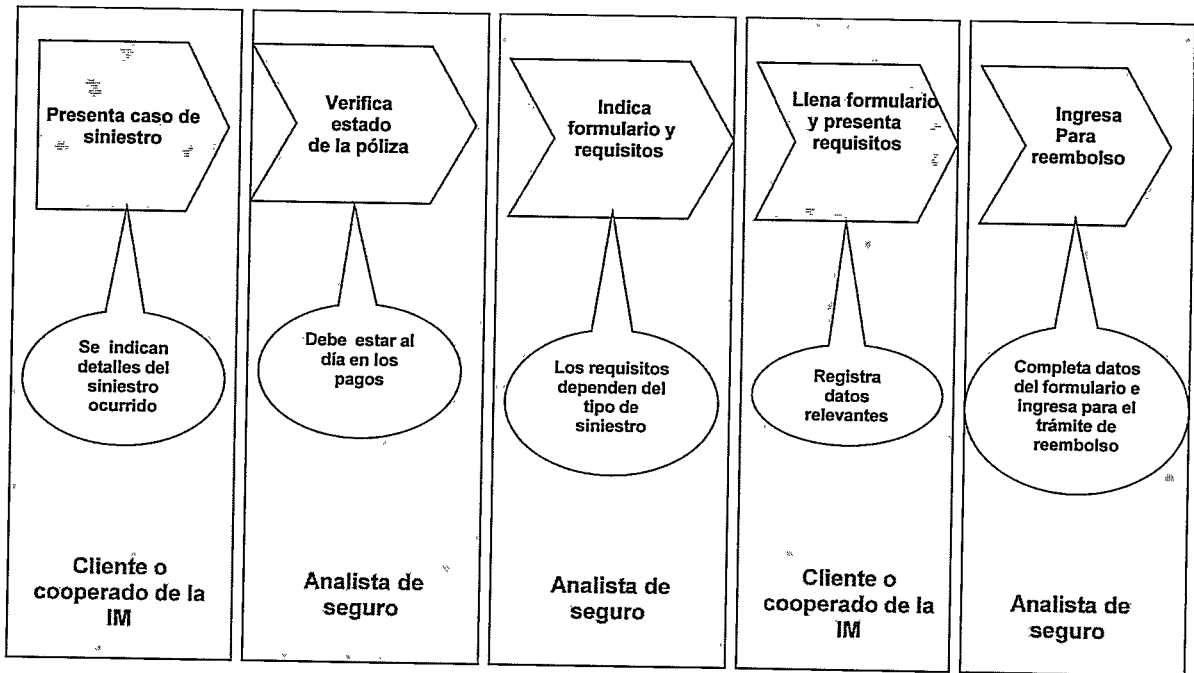 Presenta caso de
siniestro
Se indican
detalles del
siniestro
ocurrido
Cliente o
cooperado de la
IM
Verifica
estado
de la póliza
Debe estar al
día en los
pagos
Analista de
seguro
Indica
formulario y
requisitos
Los requisitos
dependen del
tipo de
siniestro
Analista de
seguro
Llena formulario
y presenta
requisitos
Registra
datos
relevantes
Cliente o
cooperado de la
IM
Ingresa
Para
reembolso
Completa datos
del formulario e
ingresa para el
trámite de
reembolso
Analista de
seguro